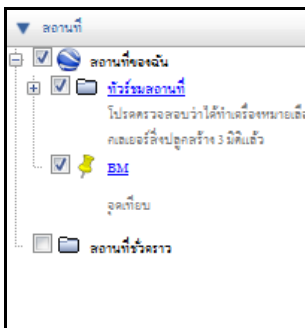 สถานที่
สถานที่ของฉัน
ทัวร์ชมสถานที่
โปรดตรวจสอบว่าได้ทำเครื่องหมายเลือ
กเลเยอร์สิ่งปลูกสร้าง 3 มิติแล้ว
BM
จุดเทียบ
สถานที่ชั่วคราว